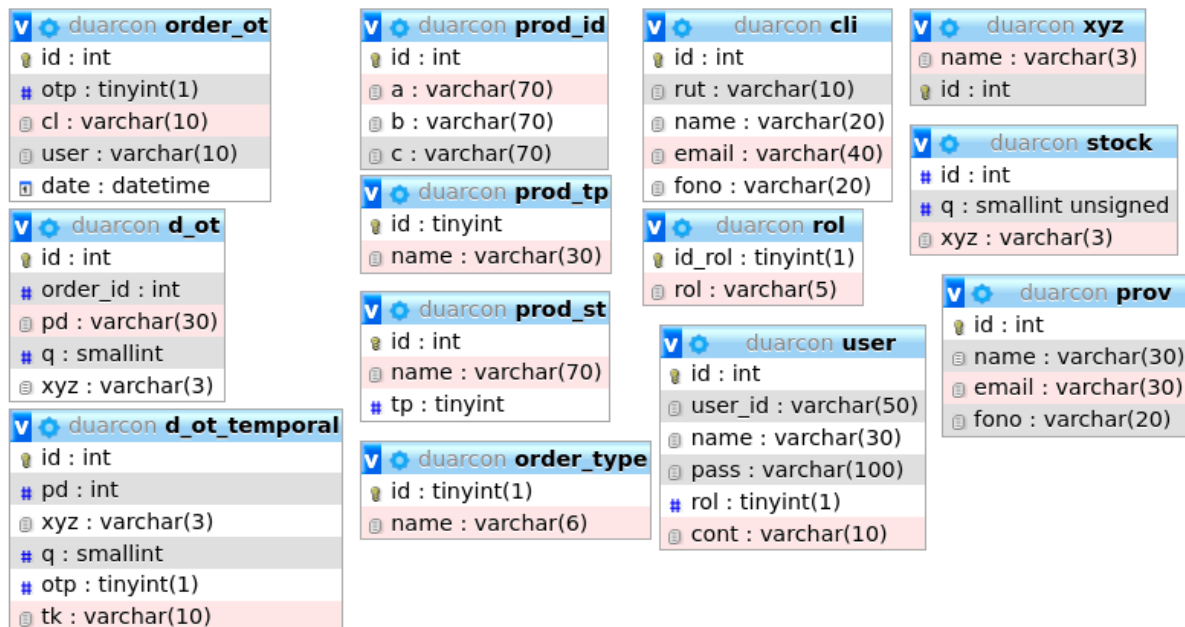 v duarcon order_ot
id : int
otp : tinyint(1)
cl : varchar(10)
user : varchar(10)
date : datetime
v duarcon d_ot
id : int
order_id : int
pd : varchar(30)
q : smallint
xyz : varchar(3)
v duarcon d_ot_temporal
id : int
pd : int
xyz : varchar(3)
q : smallint
otp : tinyint(1)
tk : varchar(10)
v duarcon prod_id
id : int
a : varchar(70)
b : varchar(70)
c : varchar(70)
v duarcon prod_tp
id : tinyint
name : varchar(30)
v duarcon prod_st
id : int
name : varchar(70)
tp : tinyint
v duarcon order_type
id : tinyint(1)
name : varchar(6)
v duarcon cli
id : int
rut : varchar(10)
name : varchar(20)
email : varchar(40)
fono : varchar(20)
v duarcon rol
id_rol : tinyint(1)
rol : varchar(5)
v duarcon user
id : int
user_id : varchar(50)
name : varchar(30)
pass : varchar(100)
rol : tinyint(1)
cont : varchar(10)
v duarcon xyz
name : varchar(3)
id : int
v duarcon stock
id : int
q : smallint unsigned
xyz : varchar(3)
v duarcon prov
id : int
name : varchar(30)
email : varchar(30)
fono : varchar(20)